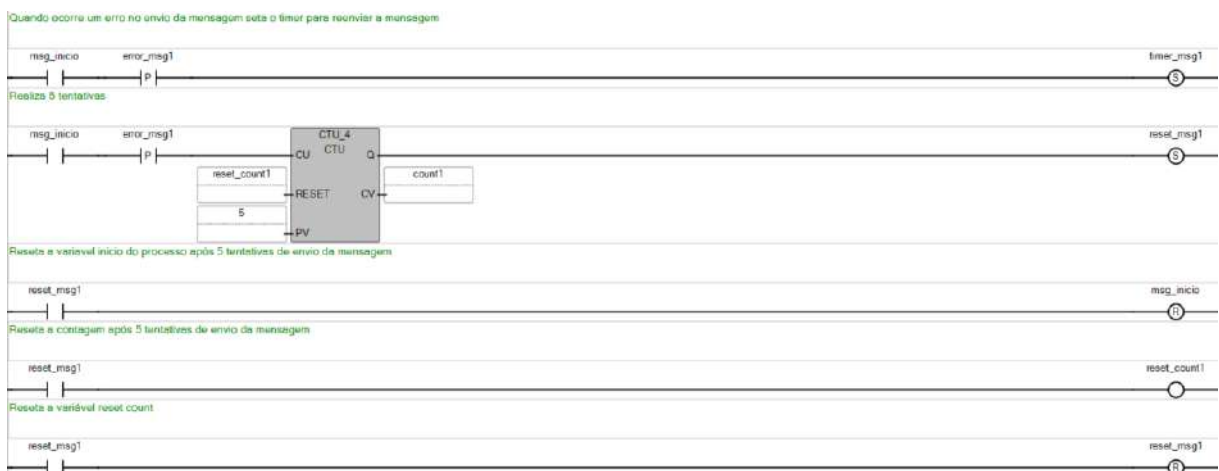 Quando ocorre um erro no envio da mensagem seta o timer para reenviar a mensagem
msg_inicio error_msg1 timer_msg1
P S
Realiza 5 tentativas
msg_inicio error_msg1 CTU_4 reset_msg1
P CU CTU Q S
reset_count1 count1
RESET CV
5
PV
Reseta a variavel inicio do processo após 5 tentativas de envio da mensagem
reset_msg1 msg_inicio
R
Reseta a contagem após 5 tentativas de envio da mensagem
reset_msg1 reset_count1
Reseta a variável reset count
reset_msg1 reset_msg1
R